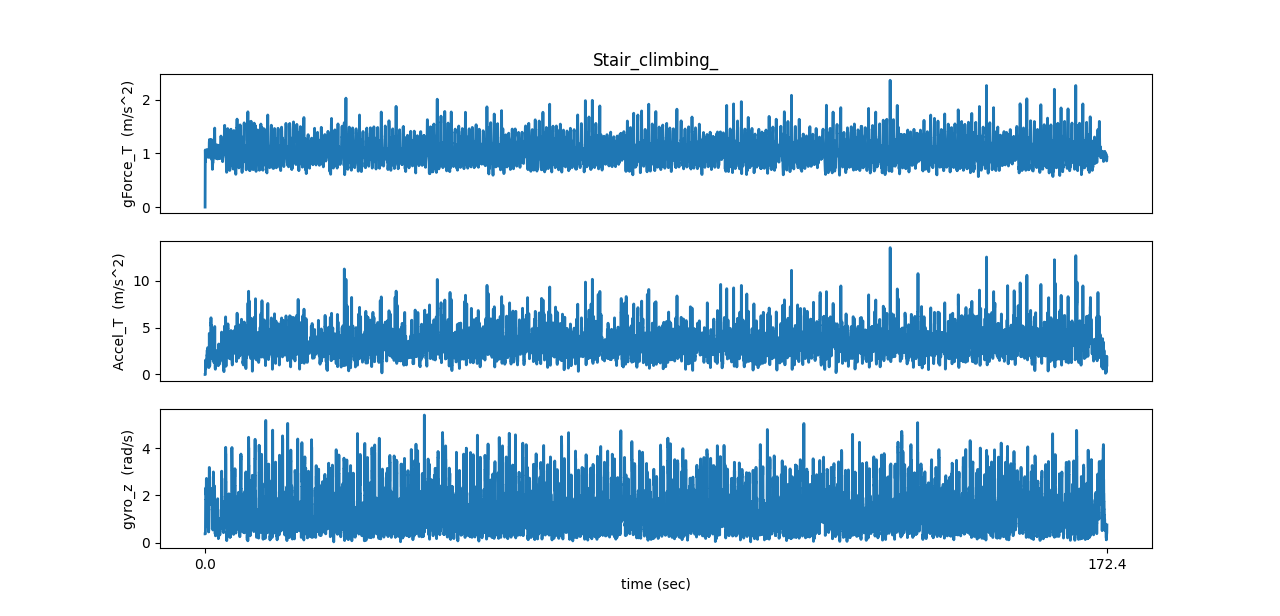 Stair_climbing_
gForce_T (m/s^2)
2
1
0
Accel_T (m/s^2)
10
5
0
gyro_z (rad/s)
4
2
0
0.0
172.4
time (sec)